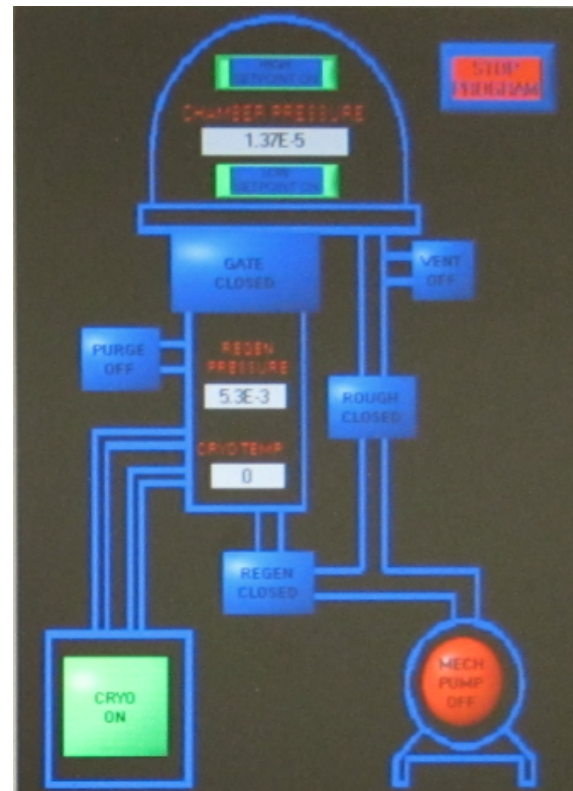 HIGH
SETPOINT ON
STOP
PROGRAM
CHAMBER PRESSURE
1.37E-5
LOW
SETPOINT ON
GATE
CLOSED
VENT
OFF
PURGE
OFF
REGEN
PRESSURE
5.3E-3
ROUGH
CLOSED
CRYO TEMP
0
REGEN
CLOSED
CRYO
ON
MECH
PUMP
OFF